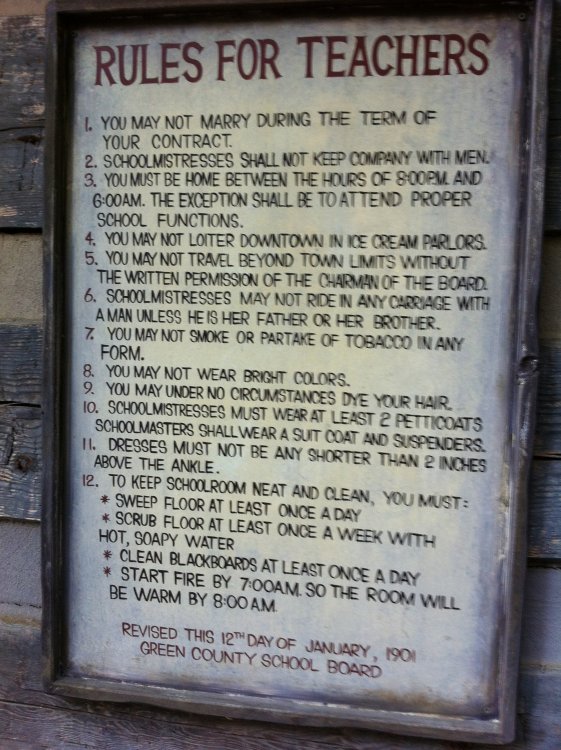 RULES FOR TEACHERS
1. YOU MAY NOT MARRY DURING THE TERM OF
YOUR CONTRACT.
2. SCHOOLMISTRESSES SHALL NOT KEEP COMPANY WITH MEN.
3. YOU MUST BE HOME BETWEEN THE HOURS OF 8:00P.M. AND
6:00AM. THE EXCEPTION SHALL BE TO ATTEND PROPER
SCHOOL FUNCTIONS.
4. YOU MAY NOT LOITER DOWNTOWN IN ICE CREAM PARLORS.
5. YOU MAY NOT TRAVEL BEYOND TOWN LIMITS WITHOUT
THE WRITTEN PERMISSION OF THE CHAIRMAN OF THE BOARD.
6. SCHOOLMISTRESSES MAY NOT RIDE IN ANY CARRIAGE WITH
A MAN UNLESS HE IS HER FATHER OR HER BROTHER.
7. YOU MAY NOT SMOKE OR PARTAKE OF TOBACCO IN ANY
FORM.
8. YOU MAY NOT WEAR BRIGHT COLORS.
9. YOU MAY UNDER NO CIRCUMSTANCES DYE YOUR HAIR.
10. SCHOOLMISTRESSES MUST WEAR AT LEAST 2 PETTICOATS
SCHOOLMASTERS SHALL WEAR A SUIT COAT AND SUSPENDERS.
11. DRESSES MUST NOT BE ANY SHORTER THAN 2 INCHES
ABOVE THE ANKLE.
12. TO KEEP SCHOOLROOM NEAT AND CLEAN, YOU MUST:
* SWEEP FLOOR AT LEAST ONCE A DAY
* SCRUB FLOOR AT LEAST ONCE A WEEK WITH
HOT, SOAPY WATER
* CLEAN BLACKBOARDS AT LEAST ONCE A DAY
* START FIRE BY 7:00AM. SO THE ROOM WILL
BE WARM BY 8:00 A.M.
REVISED THIS 12TH DAY OF JANUARY, 1901
GREEN COUNTY SCHOOL BOARD